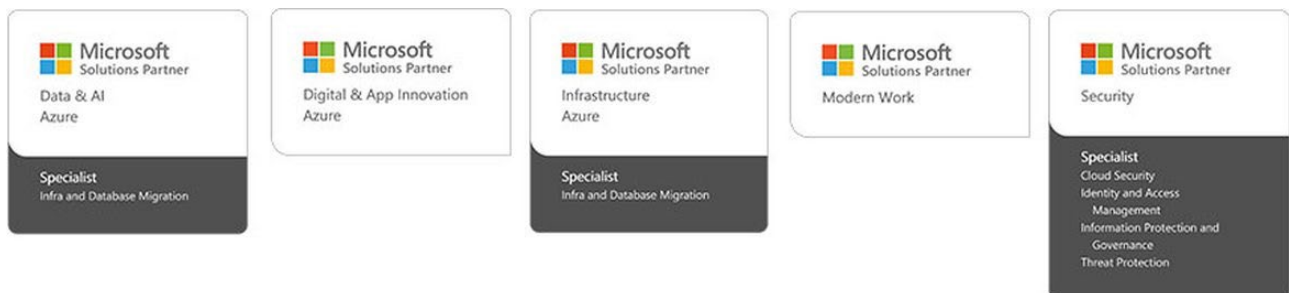 Microsoft
Solutions Partner
Data & AI
Azure
Specialist
Infra and Database Migration
Microsoft
Solutions Partner
Digital & App Innovation
Azure
Microsoft
Solutions Partner
Infrastructure
Azure
Specialist
Infra and Database Migration
Microsoft
Solutions Partner
Modern Work
Microsoft
Solutions Partner
Security
Specialist
Cloud Security
Identity and Access
Management
Information Protection and
Governance
Threat Protection